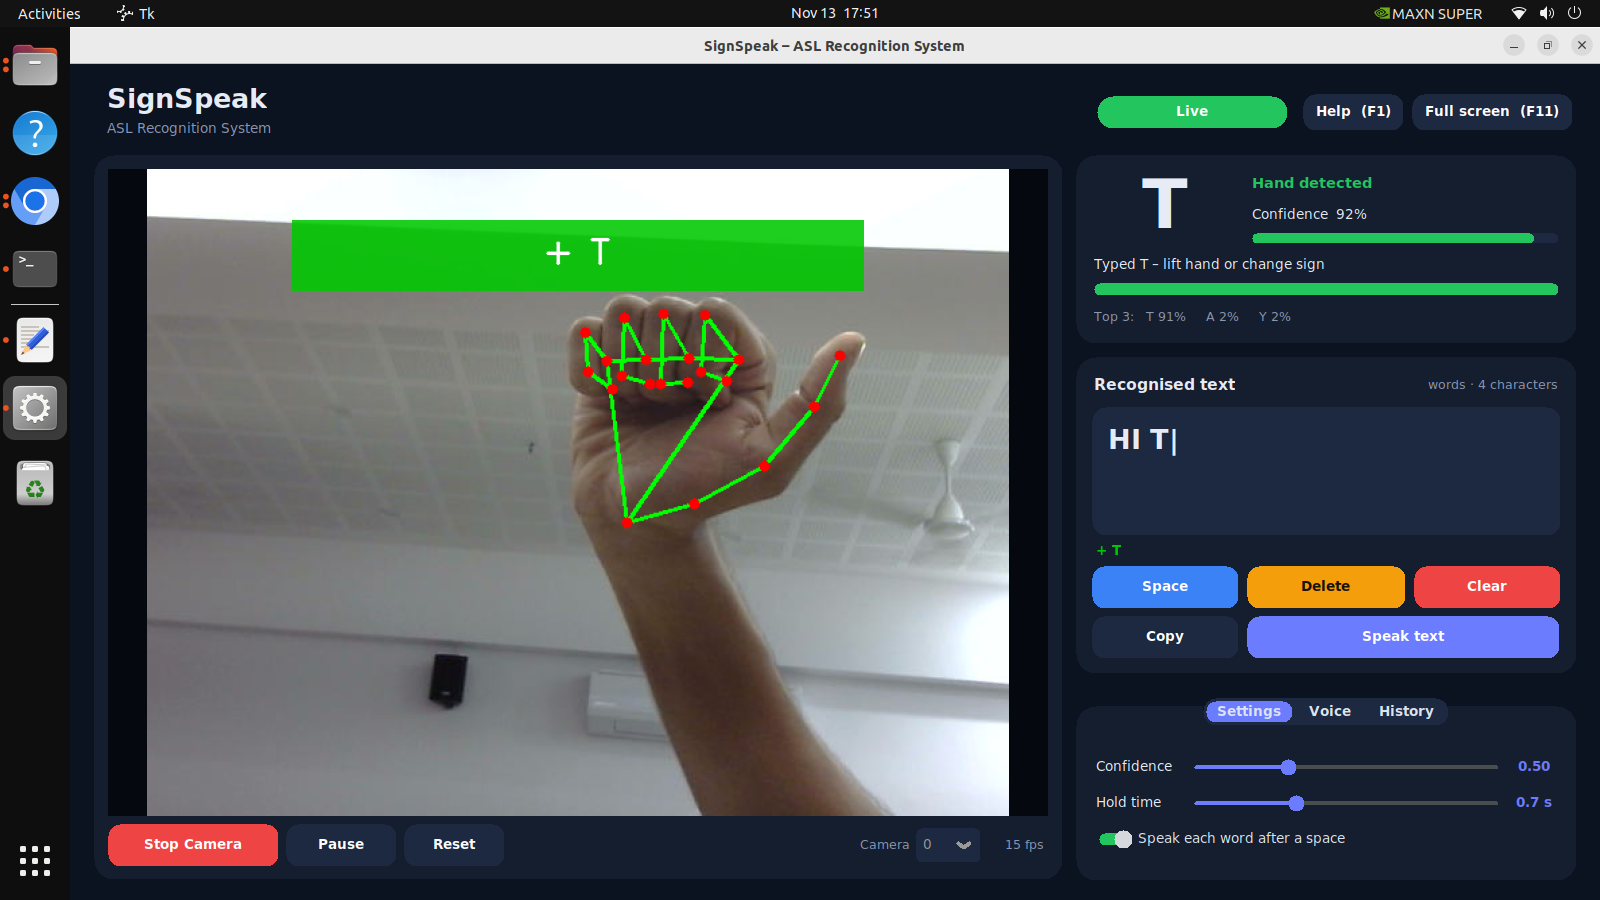 Activities
Tk
Nov 13 17:51
MAXN SUPER
SignSpeak – ASL Recognition System
SignSpeak
ASL Recognition System
Live
Help (F1)
Full screen (F11)
+ T
T
Hand detected
Confidence 92%
Typed T – lift hand or change sign
Top 3: T 91% A 2% Y 2%
Recognised text
words · 4 characters
HI T|
+ T
Space
Delete
Clear
Copy
Speak text
Settings
Voice
History
Confidence
0.50
Hold time
0.7 s
Speak each word after a space
Stop Camera
Pause
Reset
Camera
0
15 fps